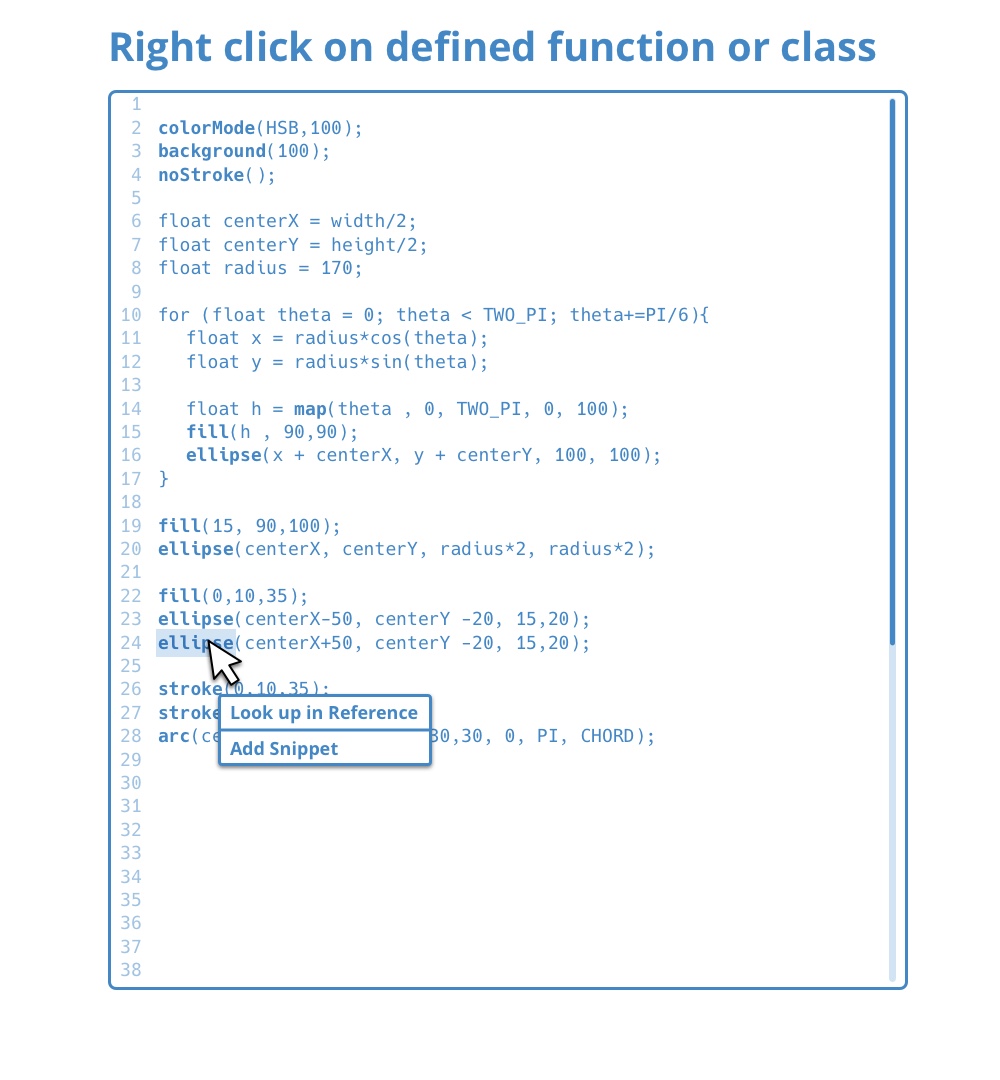 Right click on defined function or class
1
2 colorMode(HSB,100);
3 background(100);
4 noStroke();
5
6 float centerX = width/2;
7 float centerY = height/2;
8 float radius = 170;
9
10 for (float theta = 0; theta < TWO_PI; theta+=PI/6){
11 float x = radius*cos(theta);
12 float y = radius*sin(theta);
13
14 float h = map(theta , 0, TWO_PI, 0, 100);
15 fill(h , 90,90);
16 ellipse(x + centerX, y + centerY, 100, 100);
17 }
18
19 fill(15, 90,100);
20 ellipse(centerX, centerY, radius*2, radius*2);
21
22 fill(0,10,35);
23 ellipse(centerX-50, centerY -20, 15,20);
24 ellipse(centerX+50, centerY -20, 15,20);
25
26 stroke(0,10,35);
27 stroke
Look up in Reference
28 arc(ce 30,30, 0, PI, CHORD);
Add Snippet
29
30
31
32
33
34
35
36
37
38